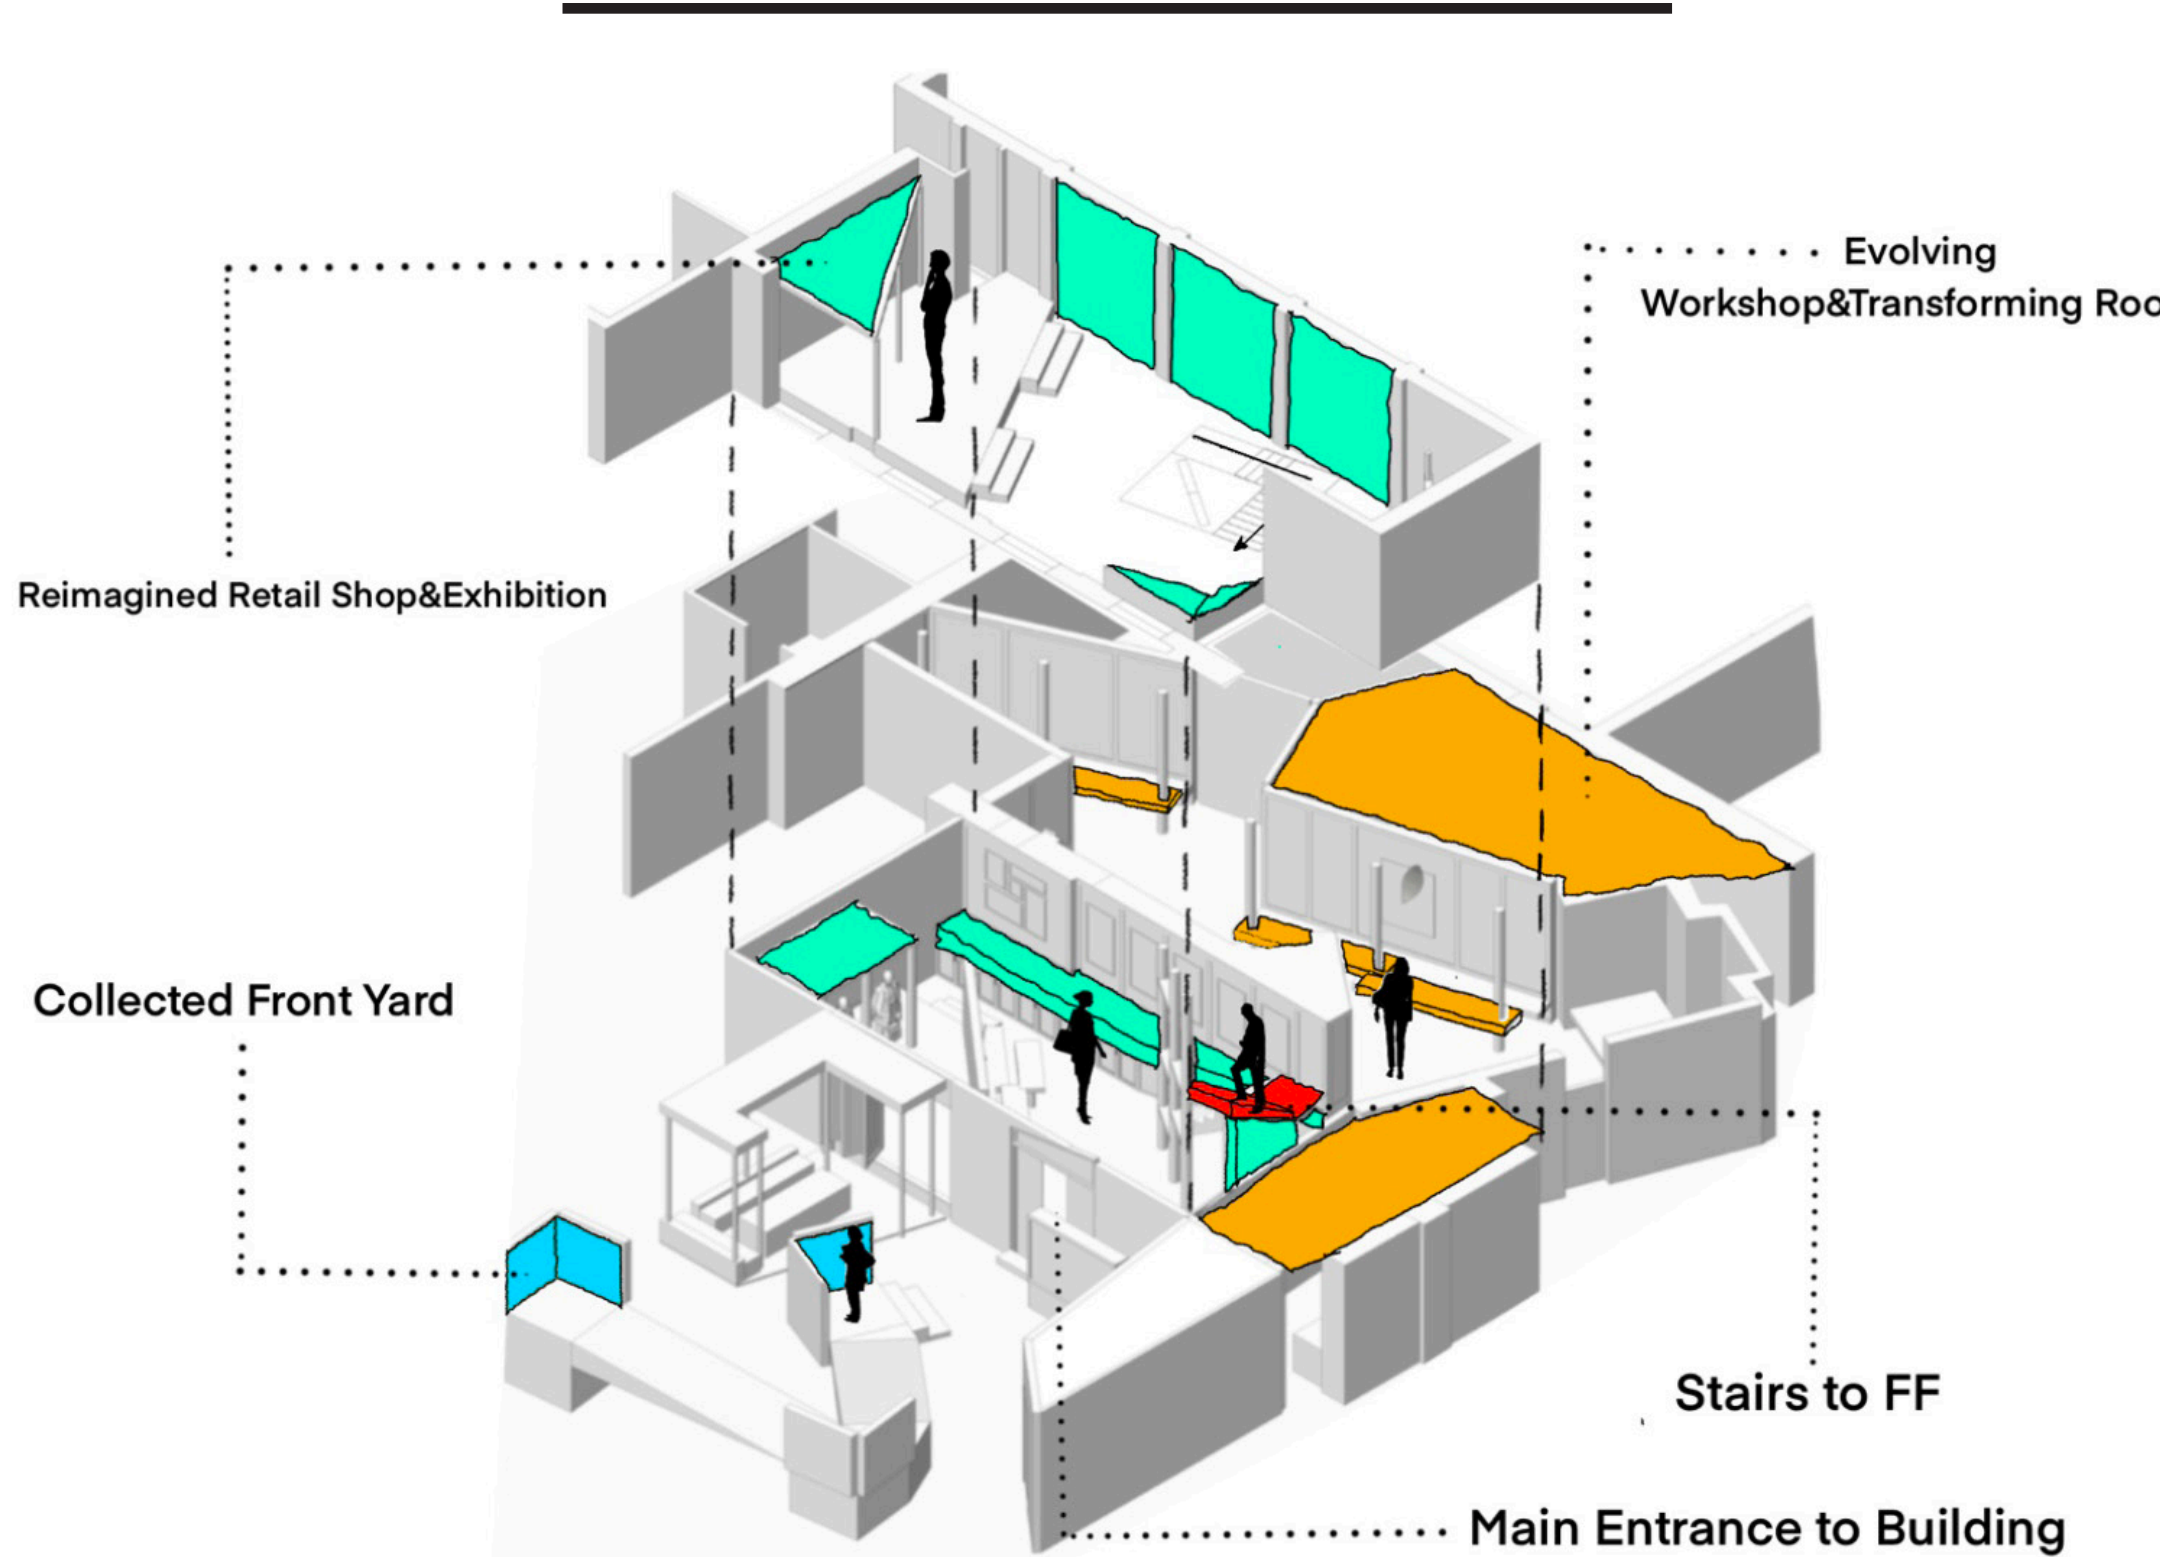 Evolving
Workshop&Transforming Roo
Reimagined Retail Shop&Exhibition
Collected Front Yard
Stairs to FF
Main Entrance to Building